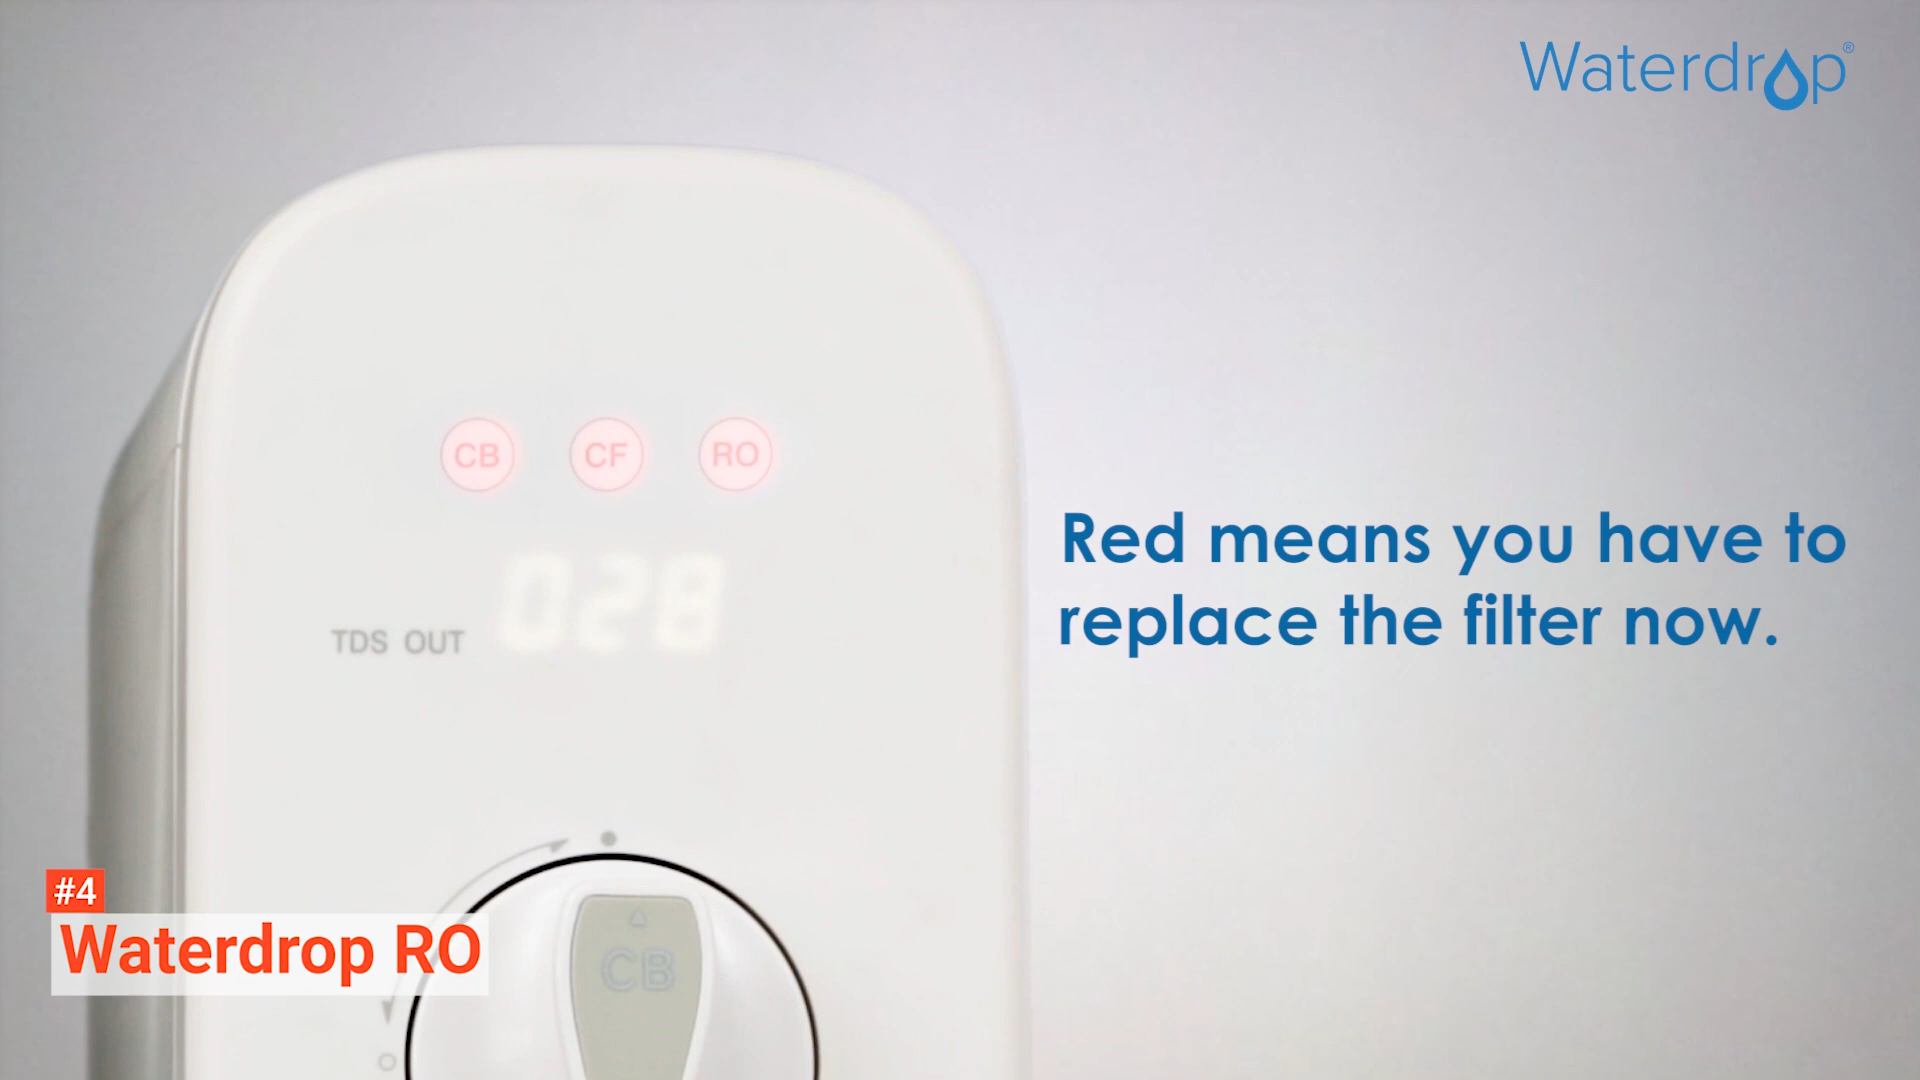 Waterdrop®
CB CF RO
028
TDS OUT
Red means you have to
replace the filter now.
#4
Waterdrop RO
CB